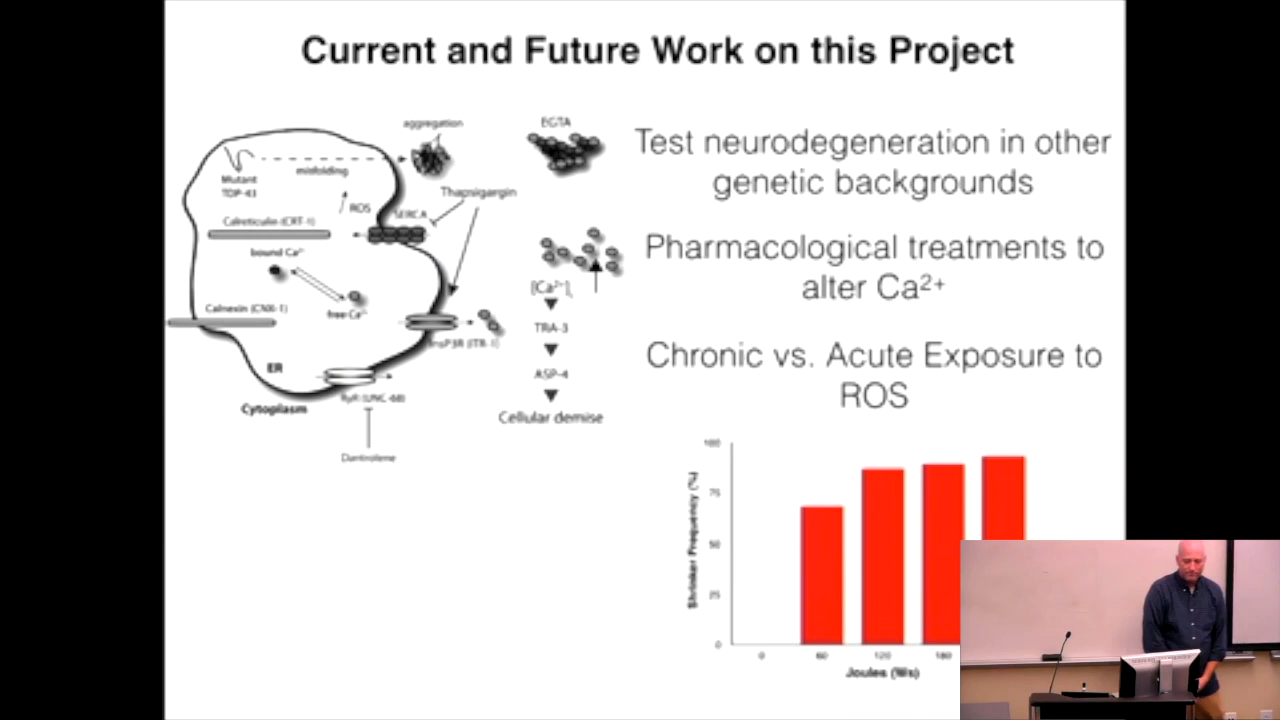 Current and Future Work on this Project
aggregation
EGTA
Mutant
TDP-43
misfolding
Thapsigargin
ROS
SERCA
Calreticulin (CRT-1)
bound Ca²⁺
free Ca²⁺
Calnexin (CNX-1)
InsP3R (ITR-1)
ER
Cytoplasm
RyR (UNC-68)
Dantrolene
[Ca²⁺]i
TRA-3
ASP-4
Cellular demise
Test neurodegeneration in other
genetic backgrounds
Pharmacological treatments to
alter Ca²⁺
Chronic vs. Acute Exposure to
ROS
Shrinker Frequency (%)
100
75
50
25
0
0
60
120
180
Joules (Ws)